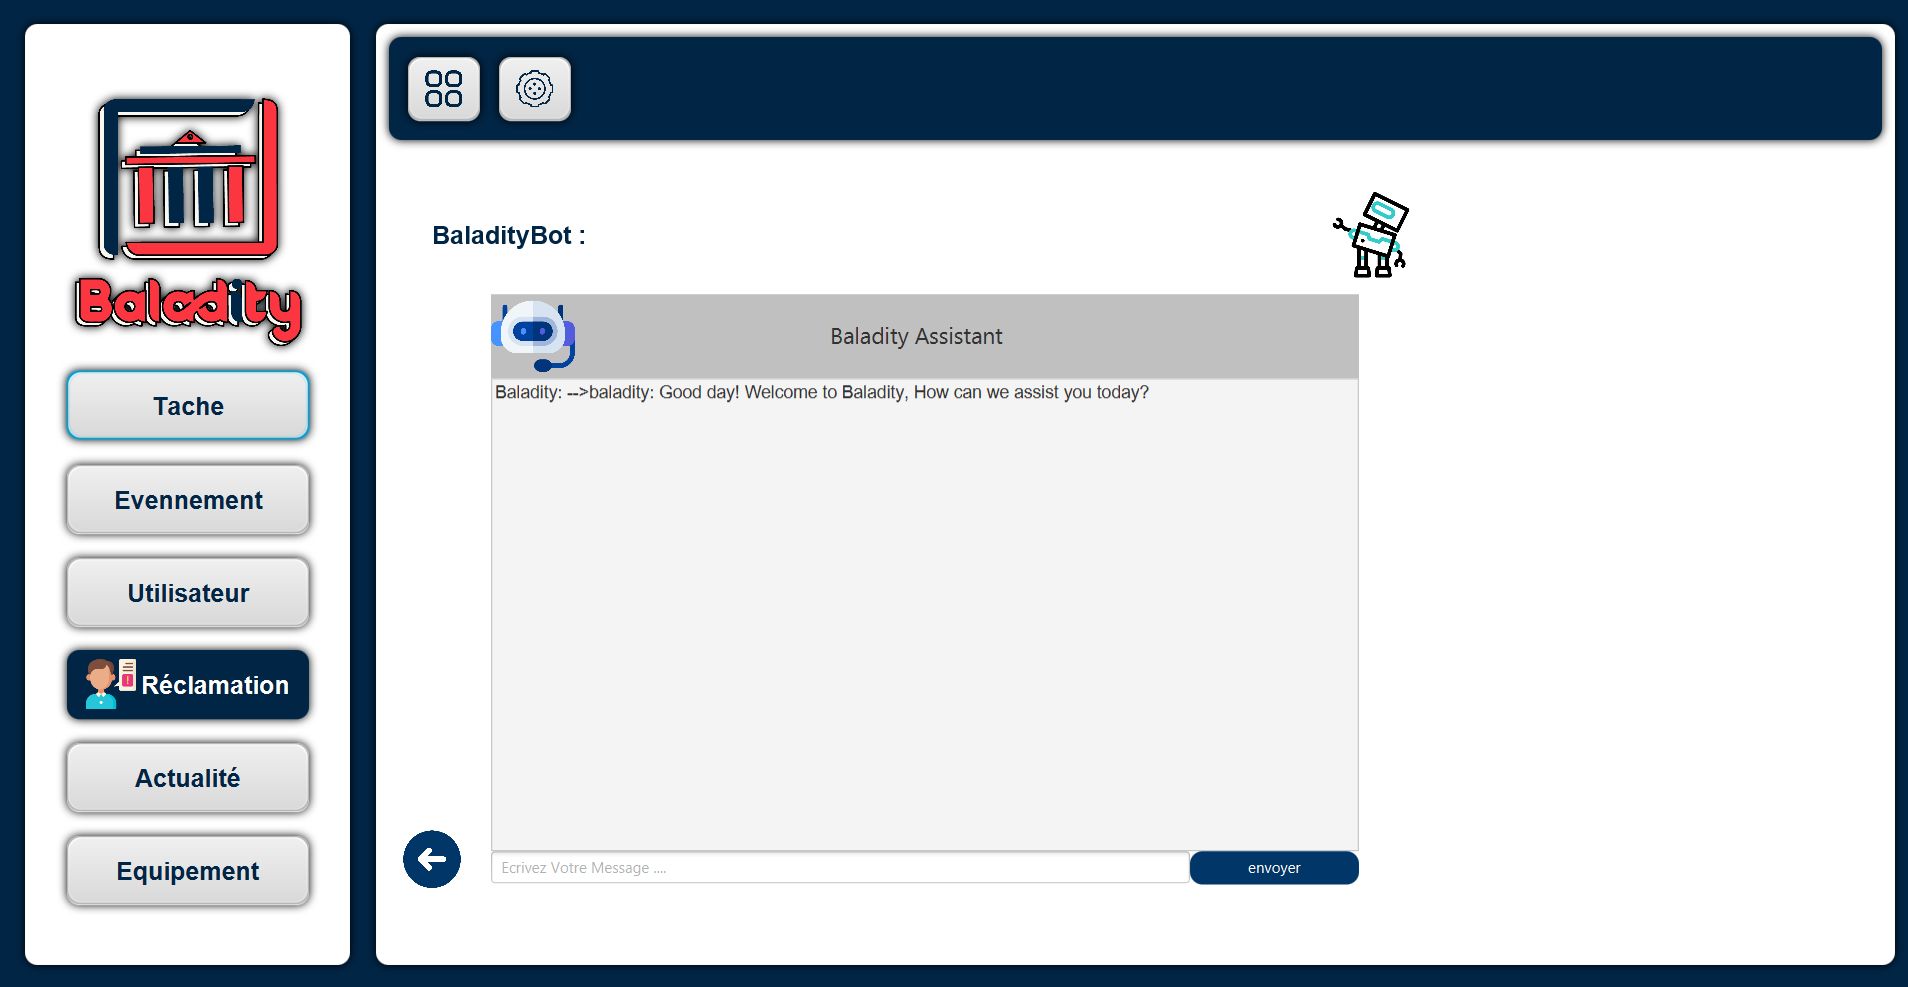 Baladity
Tache
Evennement
Utilisateur
Réclamation
Actualité
Equipement
BaladityBot :
Baladity Assistant
Baladity: -->baladity: Good day! Welcome to Baladity, How can we assist you today?
Ecrivez Votre Message ....
envoyer